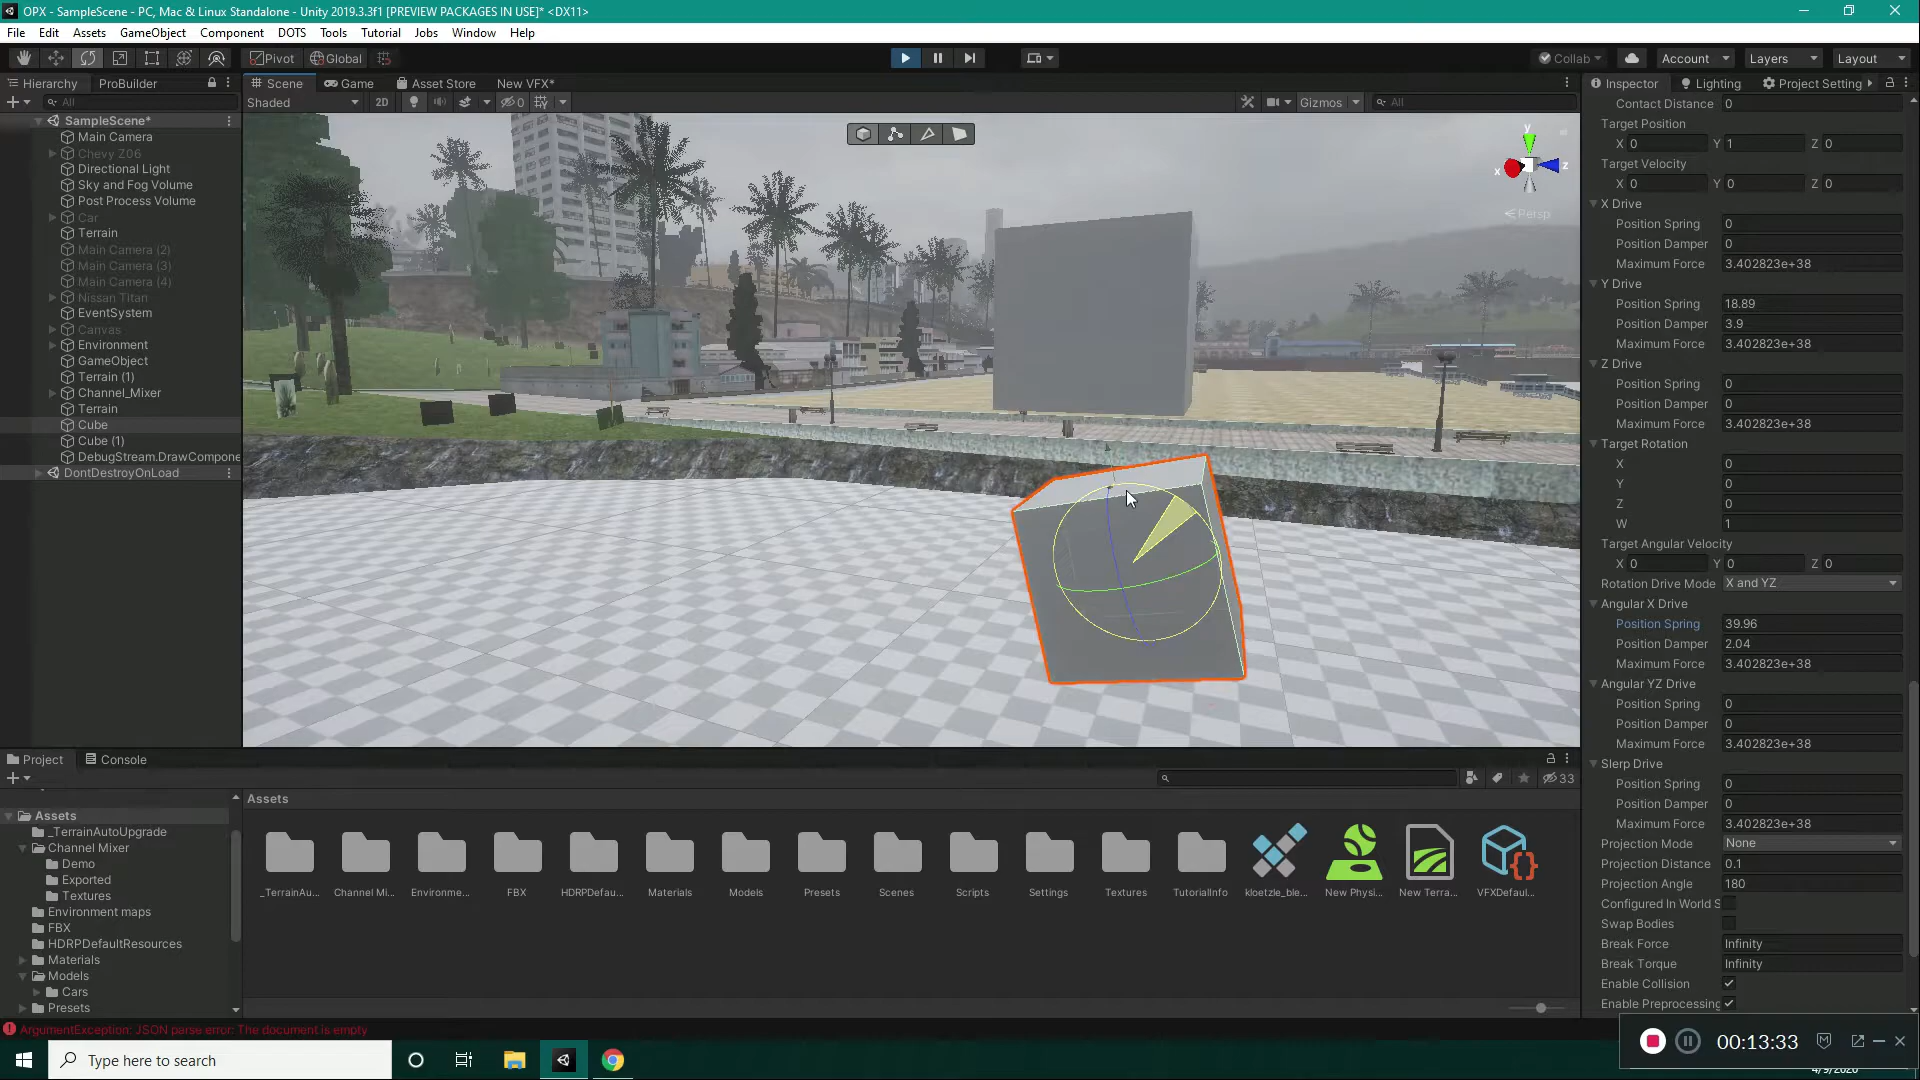 OPX - SampleScene - PC, Mac & Linux Standalone - Unity 2019.3.3f1 [PREVIEW PACKAGES IN USE]* <DX11>
File Edit Assets GameObject Component DOTS Tools Tutorial Jobs Window Help
Pivot Global Collab Account Layers Layout
Hierarchy ProBuilder Scene Game Asset Store New VFX* Inspector Lighting Project Setting
All Shaded 2D 0 Gizmos All
SampleScene*
Main Camera
Chevy Z06
Directional Light
Sky and Fog Volume
Post Process Volume
Car
Terrain
Main Camera (2)
Main Camera (3)
Main Camera (4)
Nissan Titan
EventSystem
Canvas
Environment
GameObject
Terrain (1)
Channel_Mixer
Terrain
Cube
Cube (1)
DebugStream.DrawCompone
DontDestroyOnLoad
y
x z
Persp
Contact Distance 0
Target Position
X 0 Y 1 Z 0
Target Velocity
X 0 Y 0 Z 0
X Drive
Position Spring 0
Position Damper 0
Maximum Force 3.402823e+38
Y Drive
Position Spring 18.89
Position Damper 3.9
Maximum Force 3.402823e+38
Z Drive
Position Spring 0
Position Damper 0
Maximum Force 3.402823e+38
Target Rotation
X 0
Y 0
Z 0
W 1
Target Angular Velocity
X 0 Y 0 Z 0
Rotation Drive Mode X and YZ
Angular X Drive
Position Spring 39.96
Position Damper 2.04
Maximum Force 3.402823e+38
Angular YZ Drive
Position Spring 0
Position Damper 0
Maximum Force 3.402823e+38
Slerp Drive
Position Spring 0
Position Damper 0
Maximum Force 3.402823e+38
Projection Mode None
Projection Distance 0.1
Projection Angle 180
Configured In World S
Swap Bodies
Break Force Infinity
Break Torque Infinity
Enable Collision
Enable Preprocessing
Project Console
33
Assets
_TerrainAutoUpgrade
Channel Mixer
Demo
Exported
Textures
Environment maps
FBX
HDRPDefaultResources
Materials
Models
Cars
Presets
Assets
_TerrainAu... Channel Mi... Environme... FBX HDRPDefau... Materials Models Presets Scenes Scripts Settings Textures TutorialInfo kloetzle_ble... New Physi... New Terra... VFXDefaul...
ArgumentException: JSON parse error: The document is empty
Type here to search
00:13:33